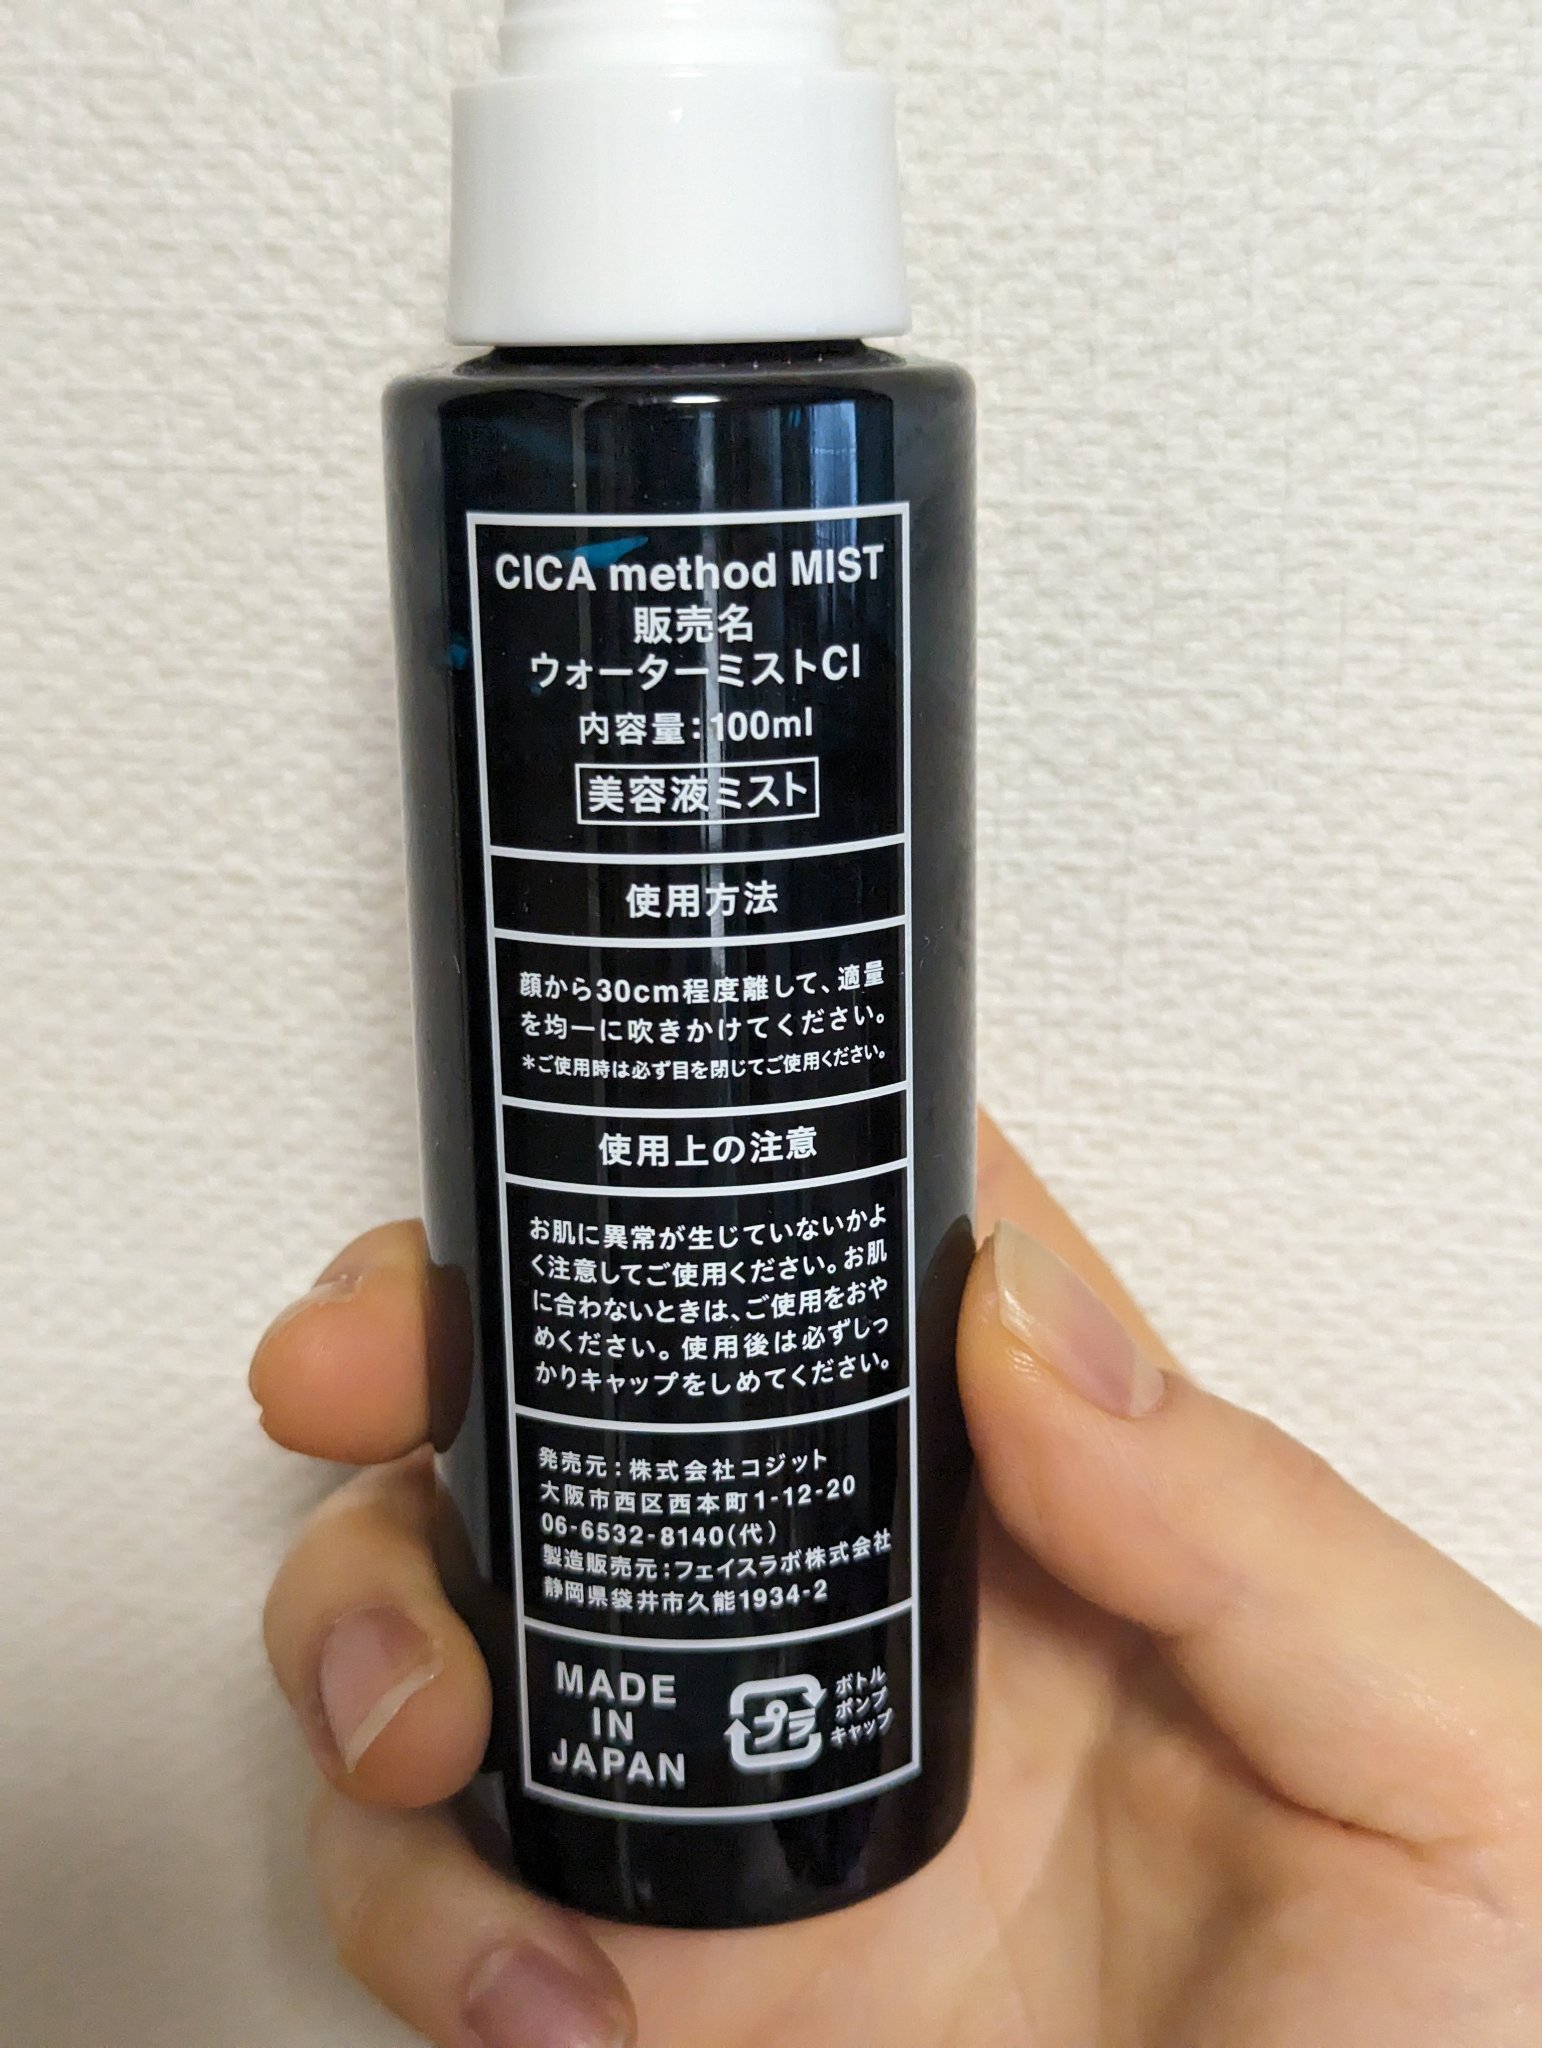 CICA method MIST
販売名
ウォーターミストCI
内容量：100ml
美容液ミスト
使用方法
顔から30cm程度離して、適量
を均一に吹きかけてください。
＊ご使用時は必ず目を閉じてご使用ください。
使用上の注意
お肌に異常が生じていないかよ
く注意してご使用ください。お肌
に合わないときは、ご使用をおや
めください。使用後は必ずしっ
かりキャップをしめてください。
発売元：株式会社コジット
大阪市西区西本町1-12-20
06-6532-8140（代）
製造販売元：フェイスラボ株式会社
静岡県袋井市久能1934-2
MADE
IN
JAPAN
プラ
ボトル
ポンプ
キャップ